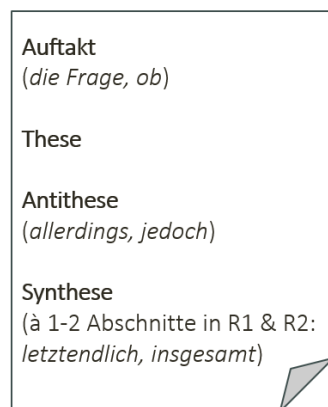 Auftakt
(die Frage, ob)
These
Antithese
(allerdings, jedoch)
Synthese
(à 1-2 Abschnitte in R1 & R2:
letztendlich, insgesamt)